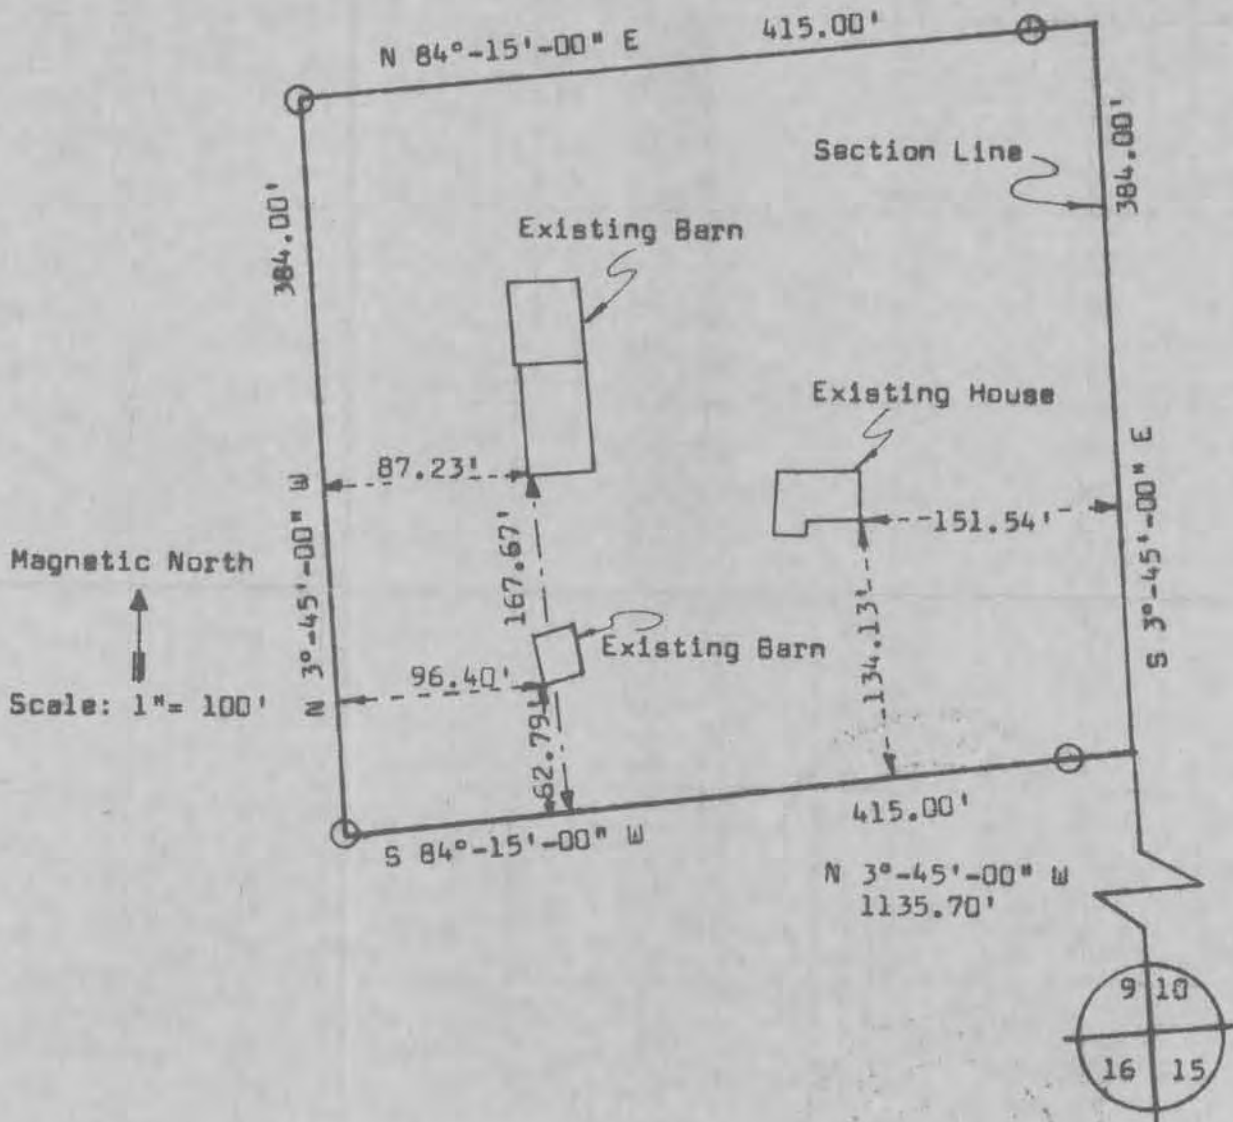 N 84°-15'-00" E
415.00'
384.00'
Section Line
384.00'
Existing Barn
Existing House
87.23'
151.54'
N 3°-45'-00" W
167.67'
S 3°-45'-00" E
Magnetic North
134.13'
Existing Barn
96.40'
Scale: 1"= 100'
62.79'
415.00'
S 84°-15'-00" W
N 3°-45'-00" W
1135.70'
9 10
16 15